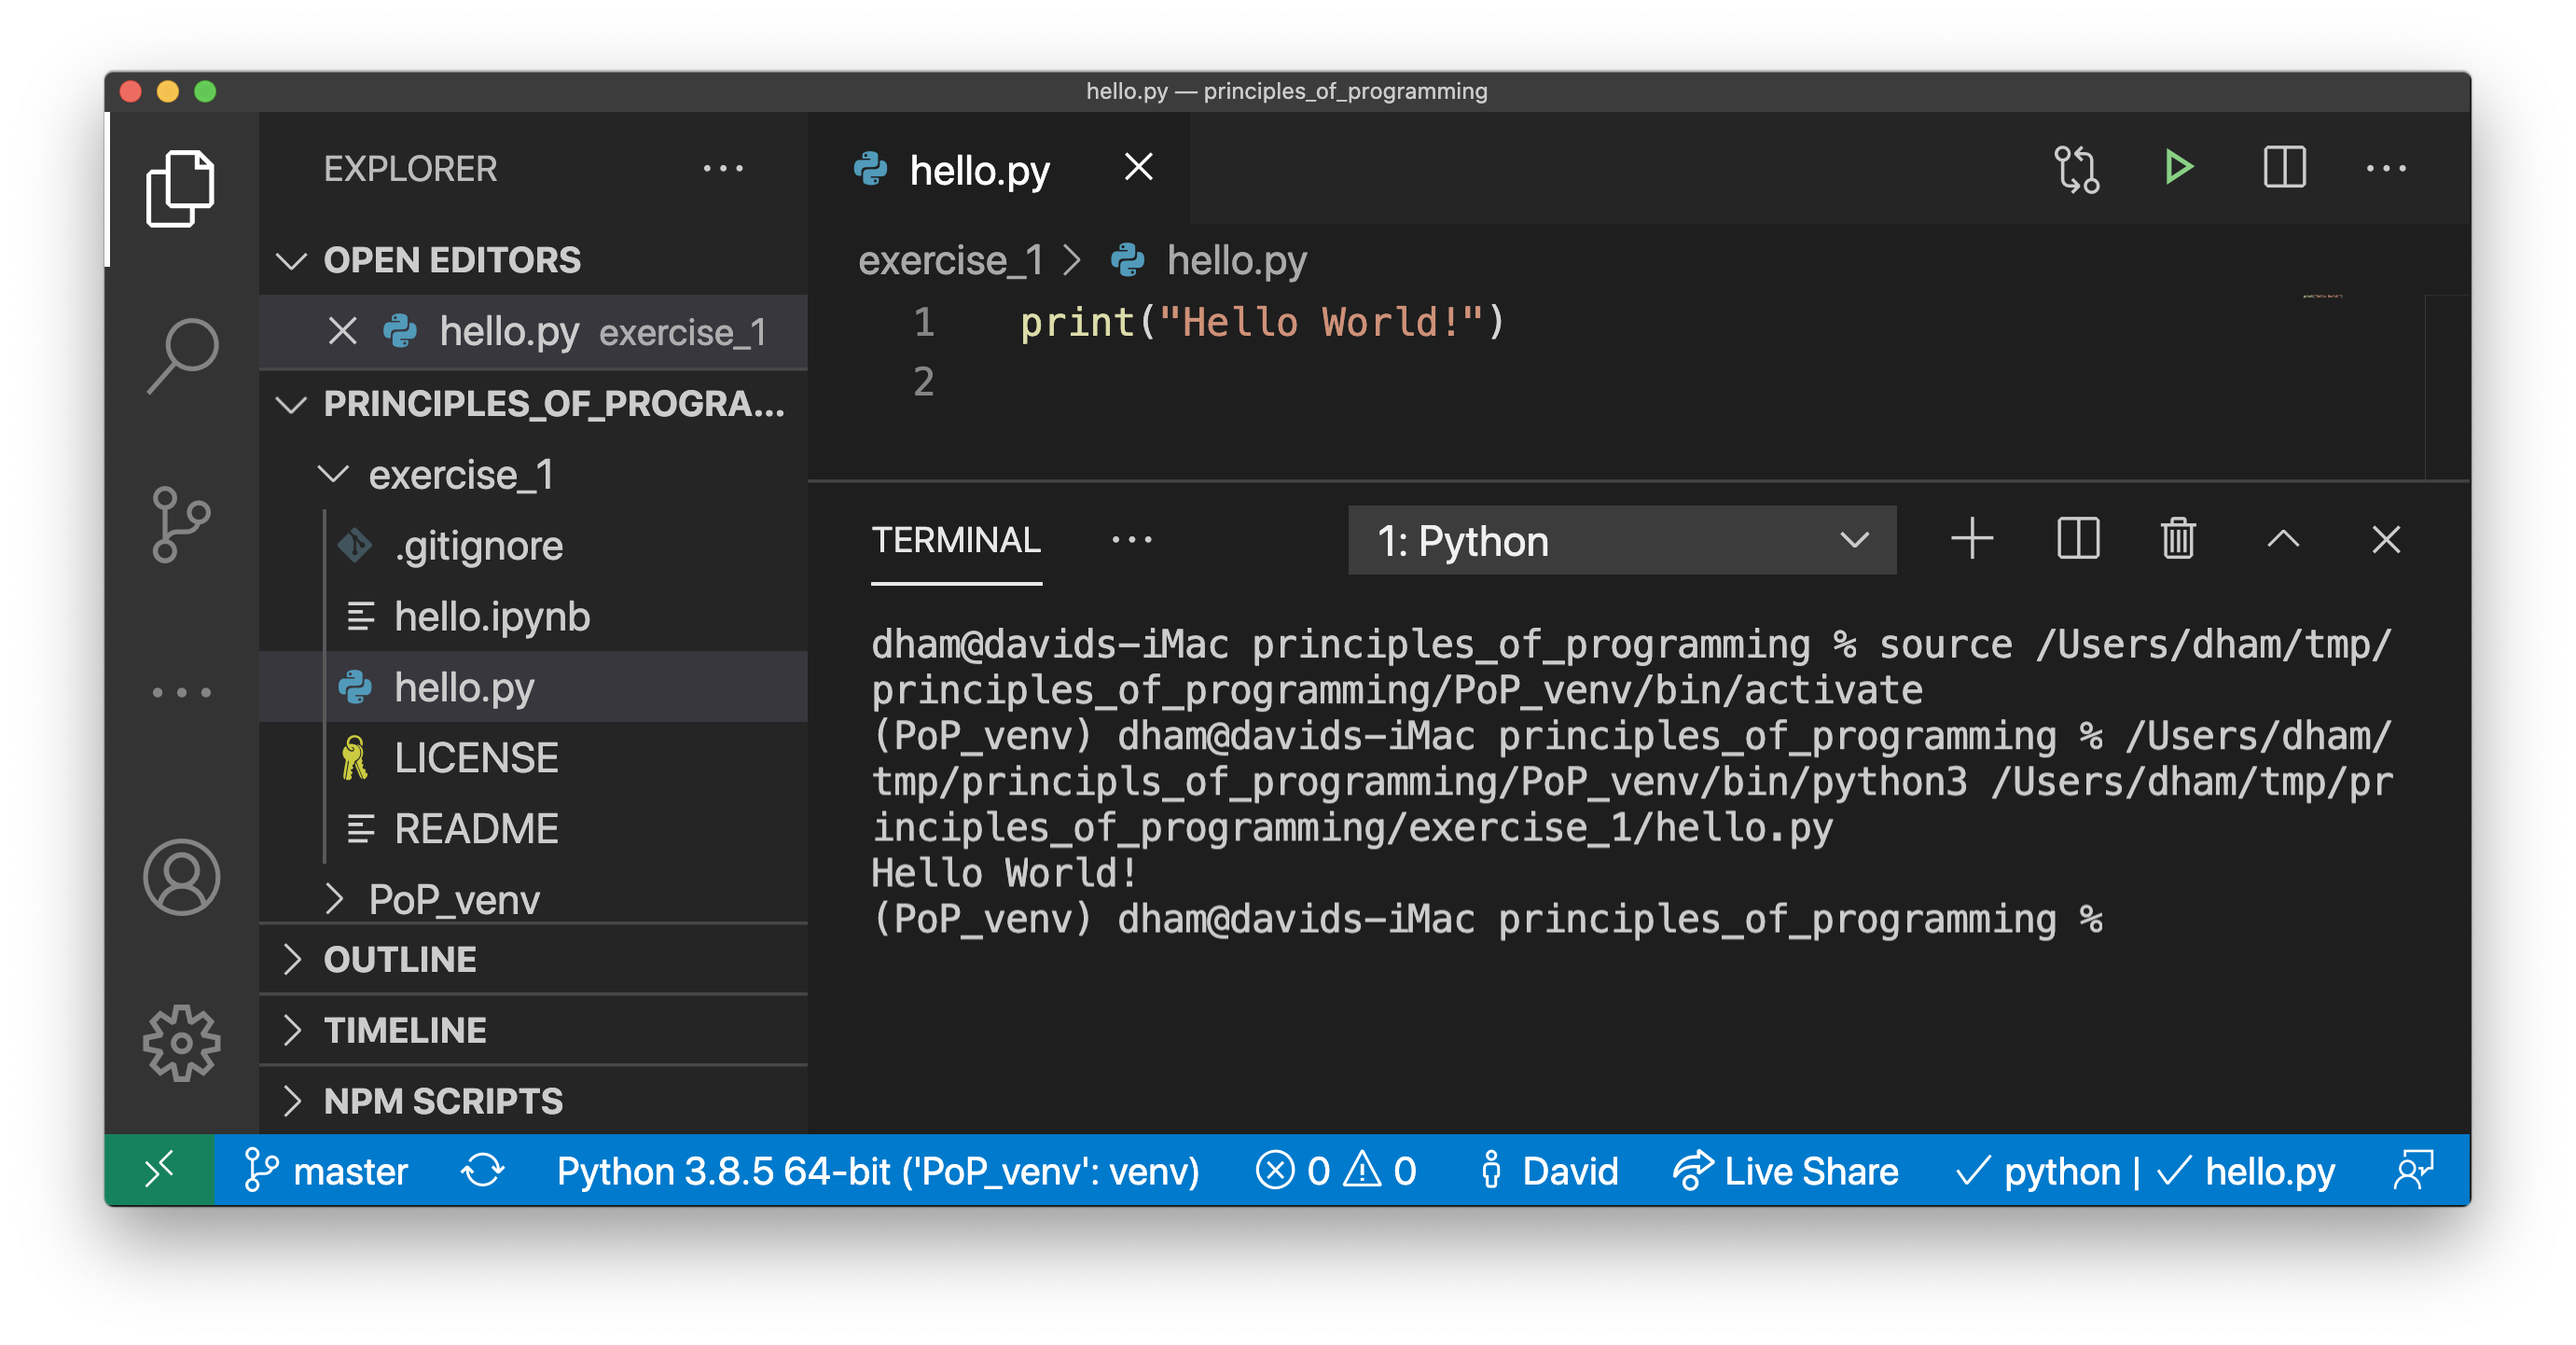 hello.py — principles_of_programming
EXPLORER
OPEN EDITORS
hello.py exercise_1
PRINCIPLES_OF_PROGRA...
exercise_1
.gitignore
hello.ipynb
hello.py
LICENSE
README
PoP_venv
OUTLINE
TIMELINE
NPM SCRIPTS
hello.py
exercise_1 > hello.py
1 print("Hello World!")
2
TERMINAL
1: Python
dham@davids-iMac principles_of_programming % source /Users/dham/tmp/
principles_of_programming/PoP_venv/bin/activate
(PoP_venv) dham@davids-iMac principles_of_programming % /Users/dham/
tmp/principls_of_programming/PoP_venv/bin/python3 /Users/dham/tmp/pr
inciples_of_programming/exercise_1/hello.py
Hello World!
(PoP_venv) dham@davids-iMac principles_of_programming %
master Python 3.8.5 64-bit ('PoP_venv': venv) 0 0 David Live Share ✓ python | ✓ hello.py